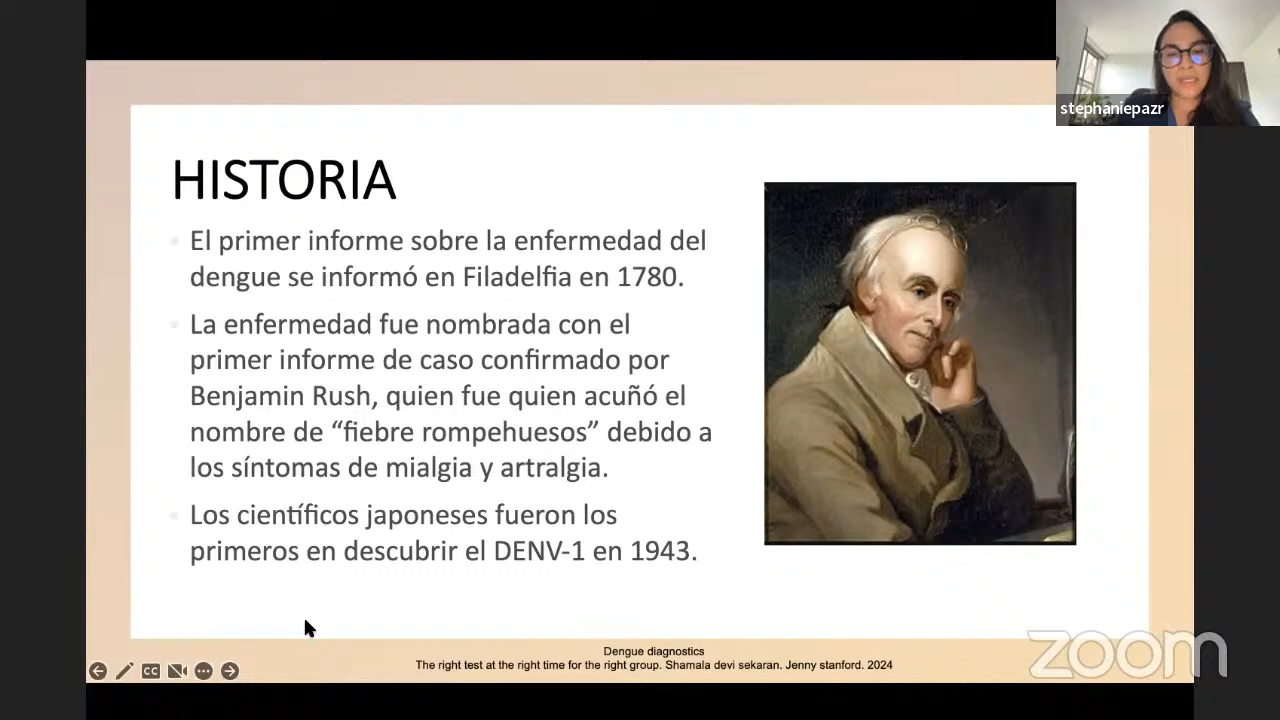 stephaniepazr
HISTORIA
El primer informe sobre la enfermedad del
dengue se informó en Filadelfia en 1780.
La enfermedad fue nombrada con el
primer informe de caso confirmado por
Benjamin Rush, quien fue quien acuñó el
nombre de “fiebre rompehuesos” debido a
los síntomas de mialgia y artralgia.
Los científicos japoneses fueron los
primeros en descubrir el DENV-1 en 1943.
Dengue diagnostics
The right test at the right time for the right group. Shamala devi sekaran. Jenny stanford. 2024
CC
zoom